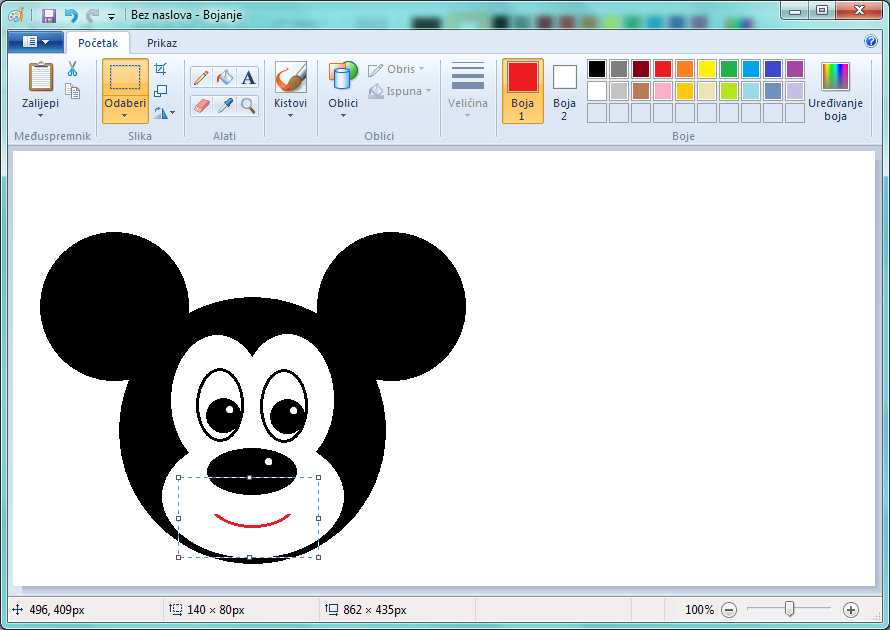 Bez naslova - Bojanje
Početak
Prikaz
Zalijepi
Međuspremnik
Odaberi
Slika
A
Alati
Kistovi
Oblici
Obris
Ispuna
Oblici
Veličina
Boja
1
Boja
2
Uređivanje
boja
Boje
496, 409px
140 × 80px
862 × 435px
100%